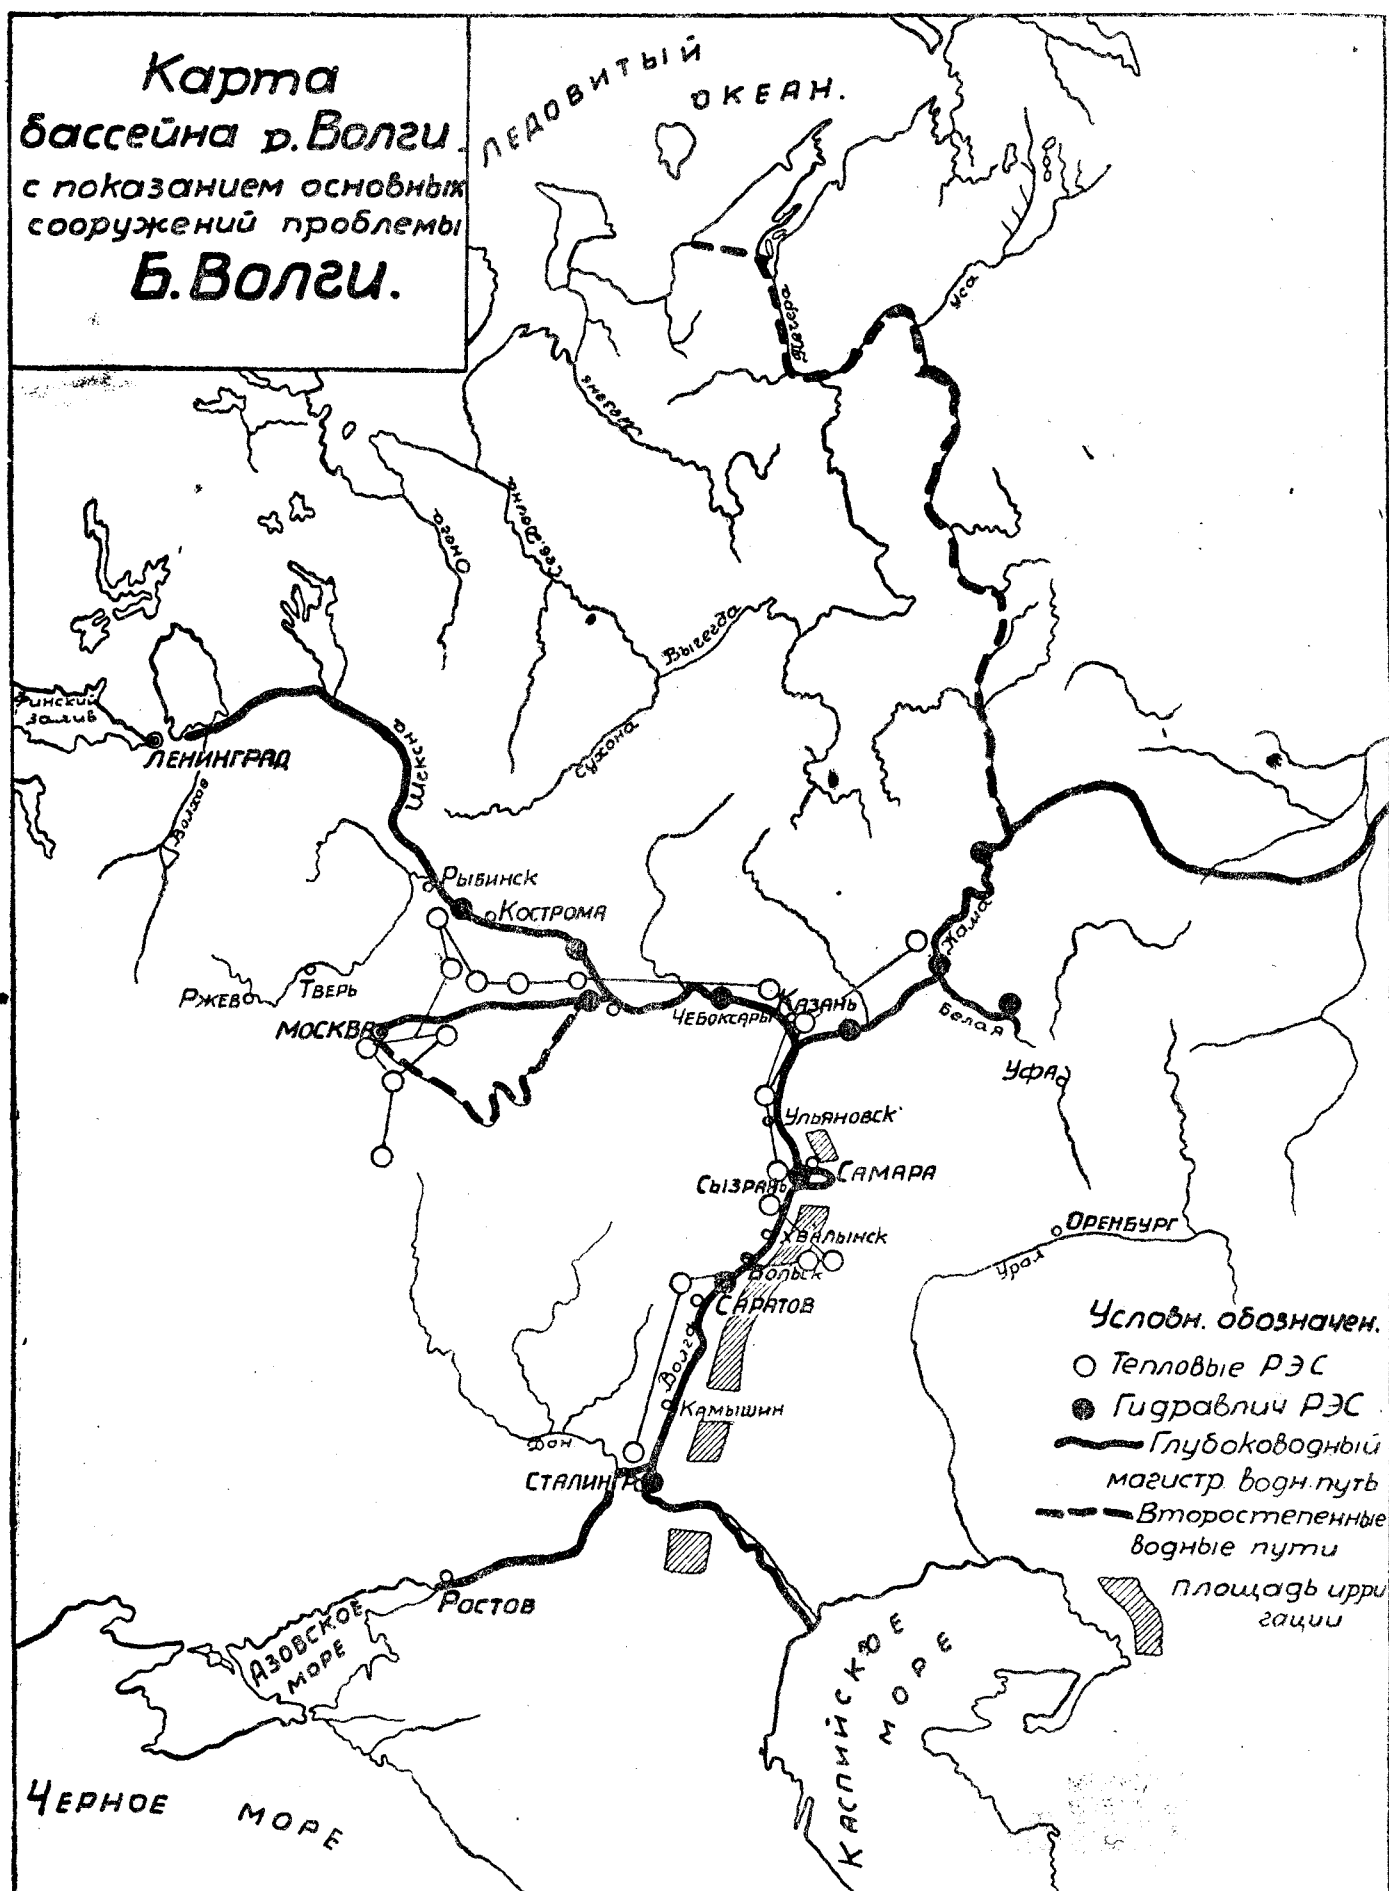 Карта
бассейна р. Волги.
с показанием основных
сооружений проблемы
Б. Волги.
ЛЕДОВИТЫЙ
ОКЕАН.
Печера
Уса
Мезень
Онега
Сев. Двина
Вычегда
Сухона
Финский
залив
ЛЕНИНГРАД
Волхов
Шексна
Рыбинск
КОСТРОМА
РЖЕВ
ТВЕРЬ
МОСКВА
ЧЕБОКСАРЫ
КАЗАНЬ
Кама
Белая
УФА
УЛЬЯНОВСК
СЫЗРАНЬ
САМАРА
ХВАЛЫНСК
Вольск
САРАТОВ
Волга
КАМЫШИН
ОРЕНБУРГ
Урал
Дон
СТАЛИНГР
РОСТОВ
АЗОВСКОЕ
МОРЕ
ЧЕРНОЕ МОРЕ
КАСПИЙСКОЕ
МОРЕ
Условн. обозначен.
Тепловые РЭС
Гидравлич РЭС
Глубоководный
магистр. водн. путь
Второстепенные
водные пути
площадь ирри
гации